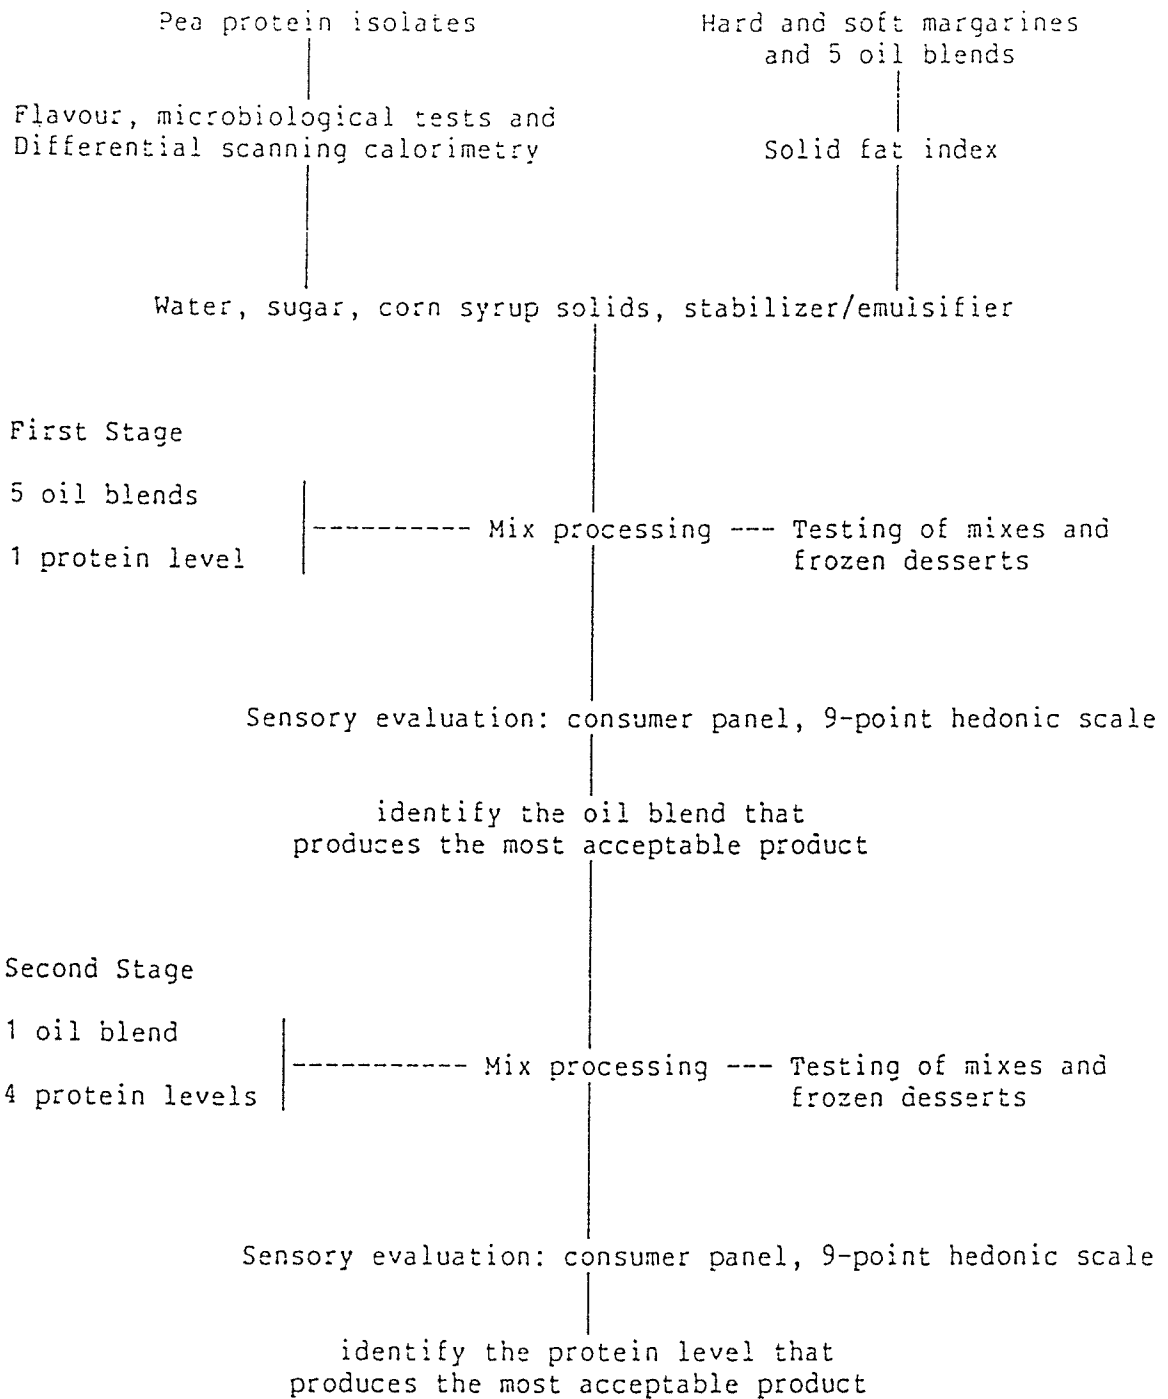 Pea protein isolates
Hard and soft margarines
and 5 oil blends
Flavour, microbiological tests and
Differential scanning calorimetry
Solid fat index
Water, sugar, corn syrup solids, stabilizer/emulsifier
First Stage
5 oil blends
1 protein level
---------- Mix processing --- Testing of mixes and
frozen desserts
Sensory evaluation: consumer panel, 9-point hedonic scale
identify the oil blend that
produces the most acceptable product
Second Stage
1 oil blend
4 protein levels
----------- Mix processing --- Testing of mixes and
frozen desserts
Sensory evaluation: consumer panel, 9-point hedonic scale
identify the protein level that
produces the most acceptable product